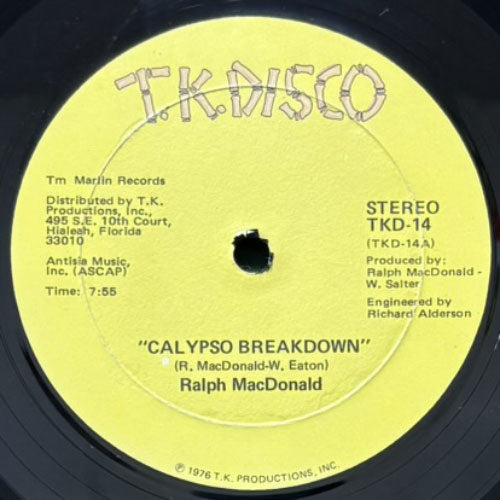 T.K. DISCO
Tm Marlin Records
Distributed by T.K.
Productions, Inc.,
495 S.E. 10th Court,
Hialeah, Florida
33010
Antisia Music,
Inc. (ASCAP)
Time: 7:55
STEREO
TKD-14
(TKD-14A)
Produced by:
Ralph MacDonald -
W. Salter
Engineered by
Richard Alderson
"CALYPSO BREAKDOWN"
(R. MacDonald-W. Eaton)
Ralph MacDonald
℗ 1976 T.K. PRODUCTIONS, INC.